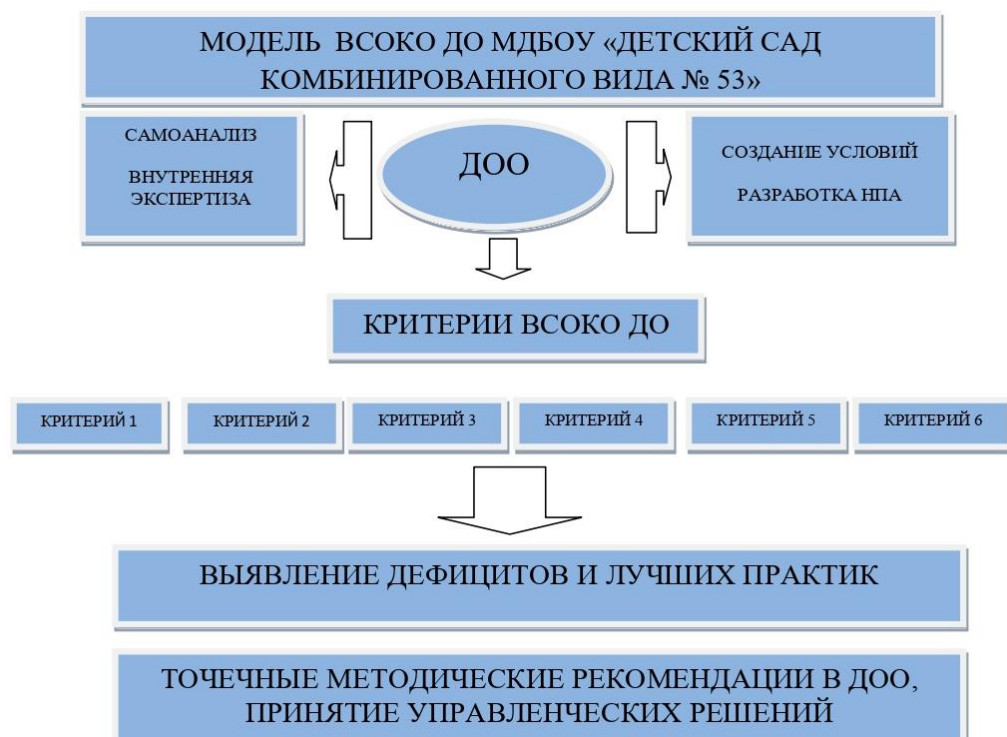 МОДЕЛЬ ВСОКО ДО МДБОУ «ДЕТСКИЙ САД
КОМБИНИРОВАННОГО ВИДА № 53»
САМОАНАЛИЗ
ВНУТРЕННЯЯ
ЭКСПЕРТИЗА
ДОО
СОЗДАНИЕ УСЛОВИЙ
РАЗРАБОТКА НПА
КРИТЕРИИ ВСОКО ДО
КРИТЕРИЙ 1
КРИТЕРИЙ 2
КРИТЕРИЙ 3
КРИТЕРИЙ 4
КРИТЕРИЙ 5
КРИТЕРИЙ 6
ВЫЯВЛЕНИЕ ДЕФИЦИТОВ И ЛУЧШИХ ПРАКТИК
ТОЧЕЧНЫЕ МЕТОДИЧЕСКИЕ РЕКОМЕНДАЦИИ В ДОО,
ПРИНЯТИЕ УПРАВЛЕНЧЕСКИХ РЕШЕНИЙ